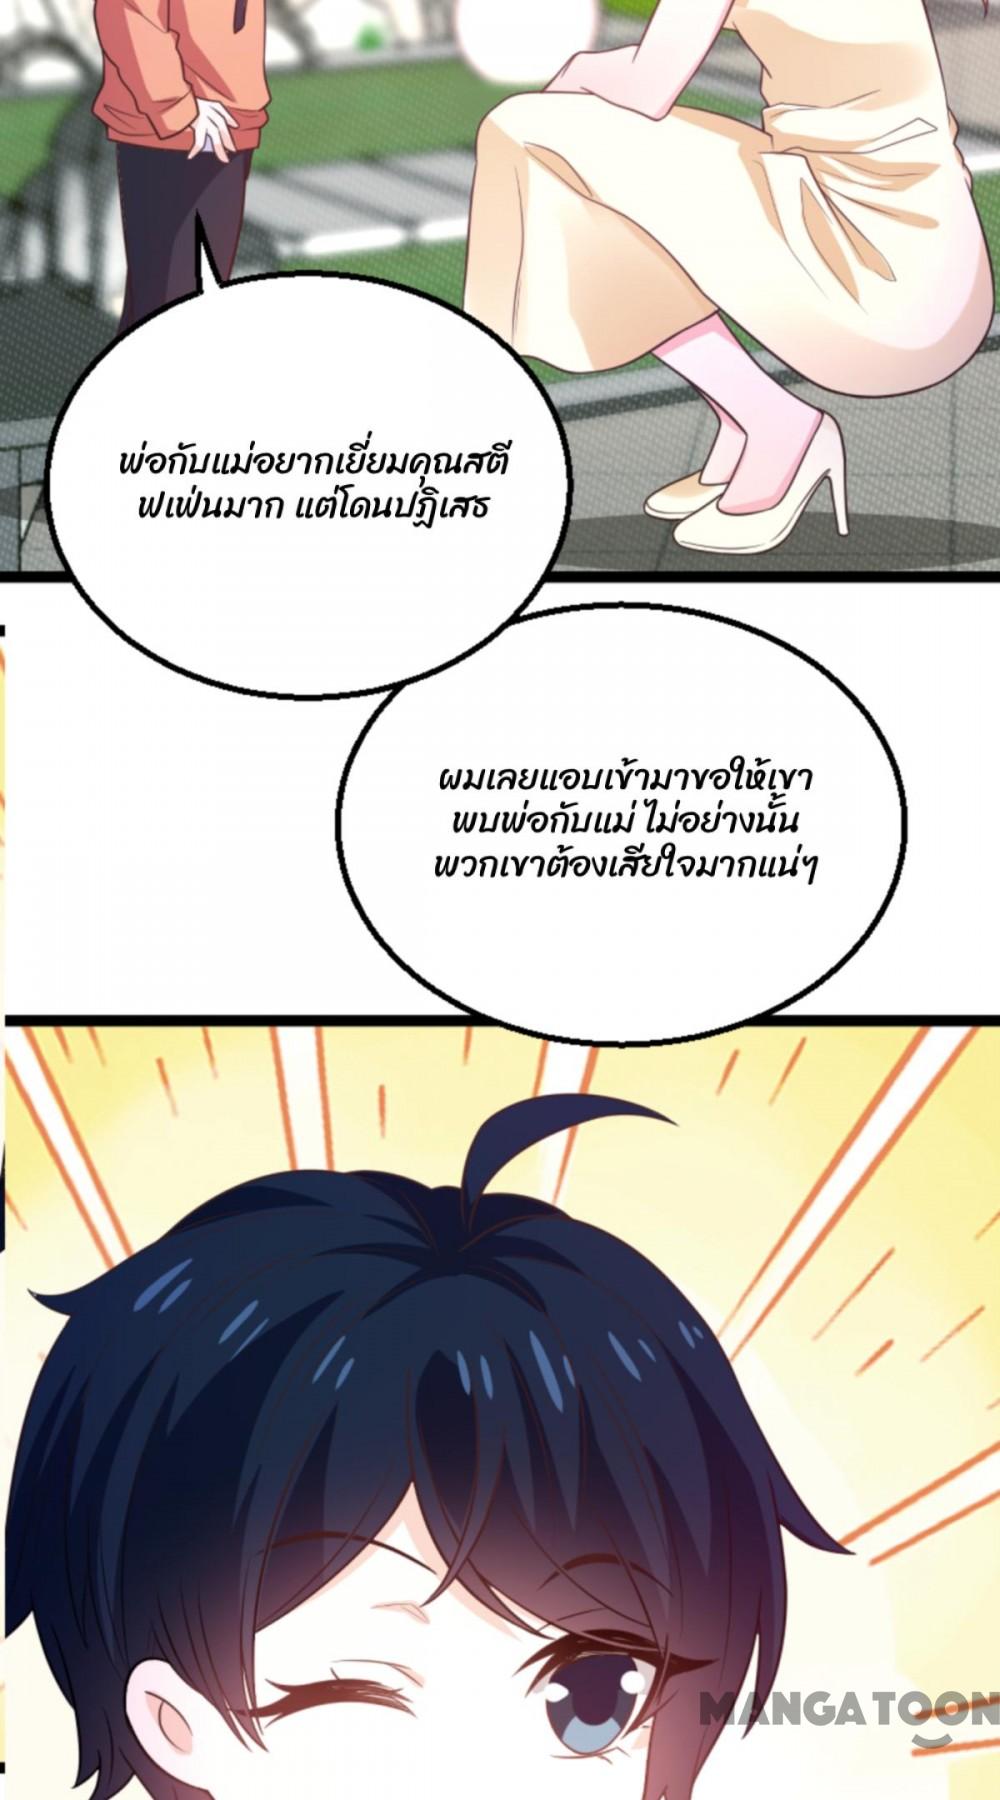 พ่อกับแม่อยากเยี่ยมคุณสตี
ฟเฟ่นมาก แต่โดนปฏิเสธ
ผมเลยแอบเข้ามาขอให้เขา
พบพ่อกับแม่ ไม่อย่างนั้น
พวกเขาต้องเสียใจมากแน่ๆ
MANGATOON